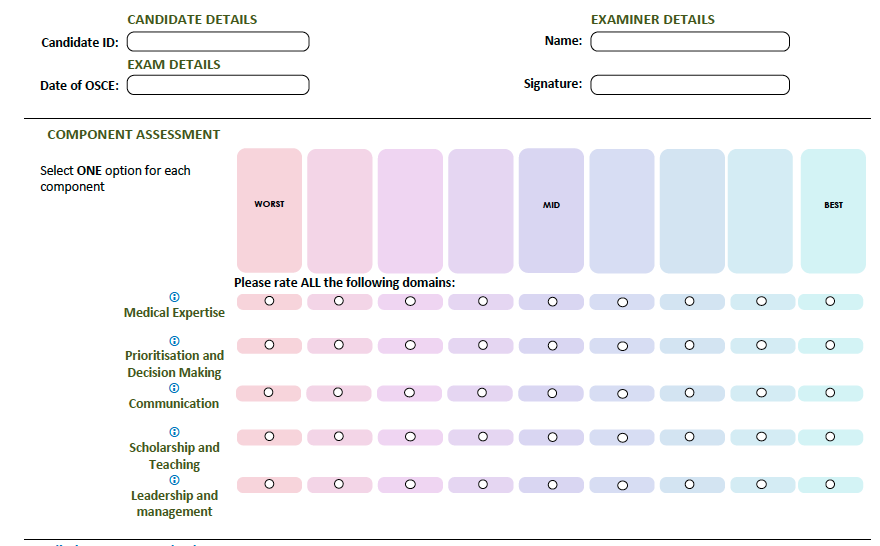 CANDIDATE DETAILS
EXAMINER DETAILS
Candidate ID:
Name:
EXAM DETAILS
Date of OSCE:
Signature:
COMPONENT ASSESSMENT
Select ONE option for each
component
WORST
MID
BEST
Please rate ALL the following domains:
Medical Expertise
Prioritisation and
Decision Making
Communication
Scholarship and
Teaching
Leadership and
management